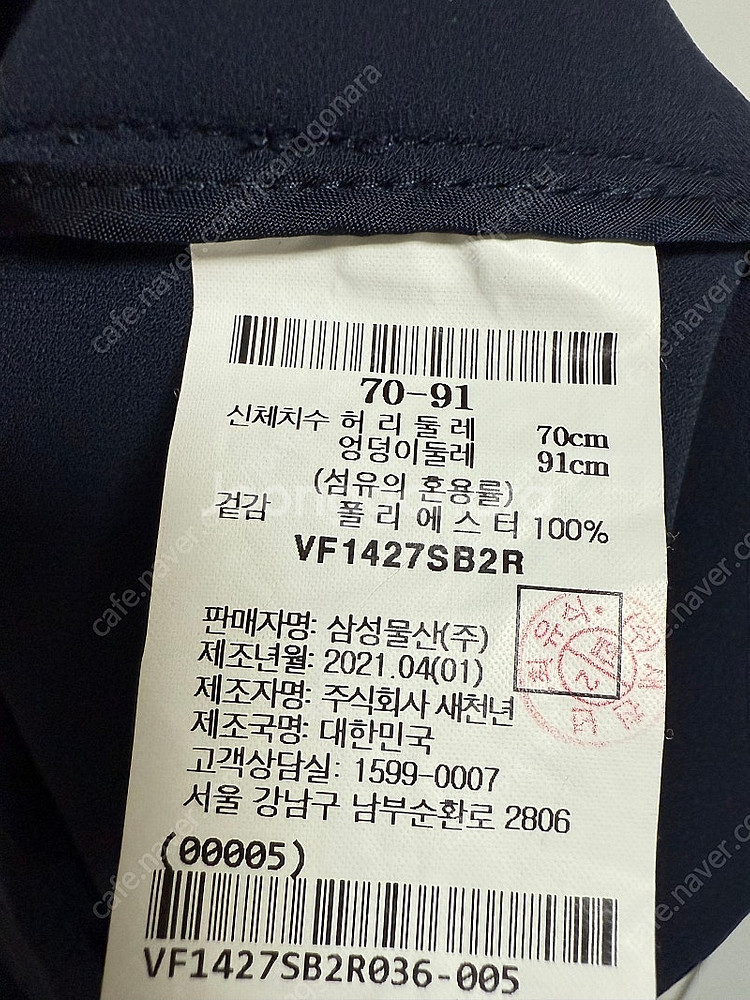 70-91
신체치수 허 리 둘 레 70cm
엉덩이둘레 91cm
(섬유의 혼용률)
겉감 폴 리 에 스 터 100%
VF1427SB2R
판매자명: 삼성물산(주)
제조년월: 2021.04(01)
제조자명: 주식회사 새천년
제조국명: 대한민국
고객상담실: 1599-0007
서울 강남구 남부순환로 2806
(00005)
VF1427SB2R036-005
cafe.naver.com/joonggonara